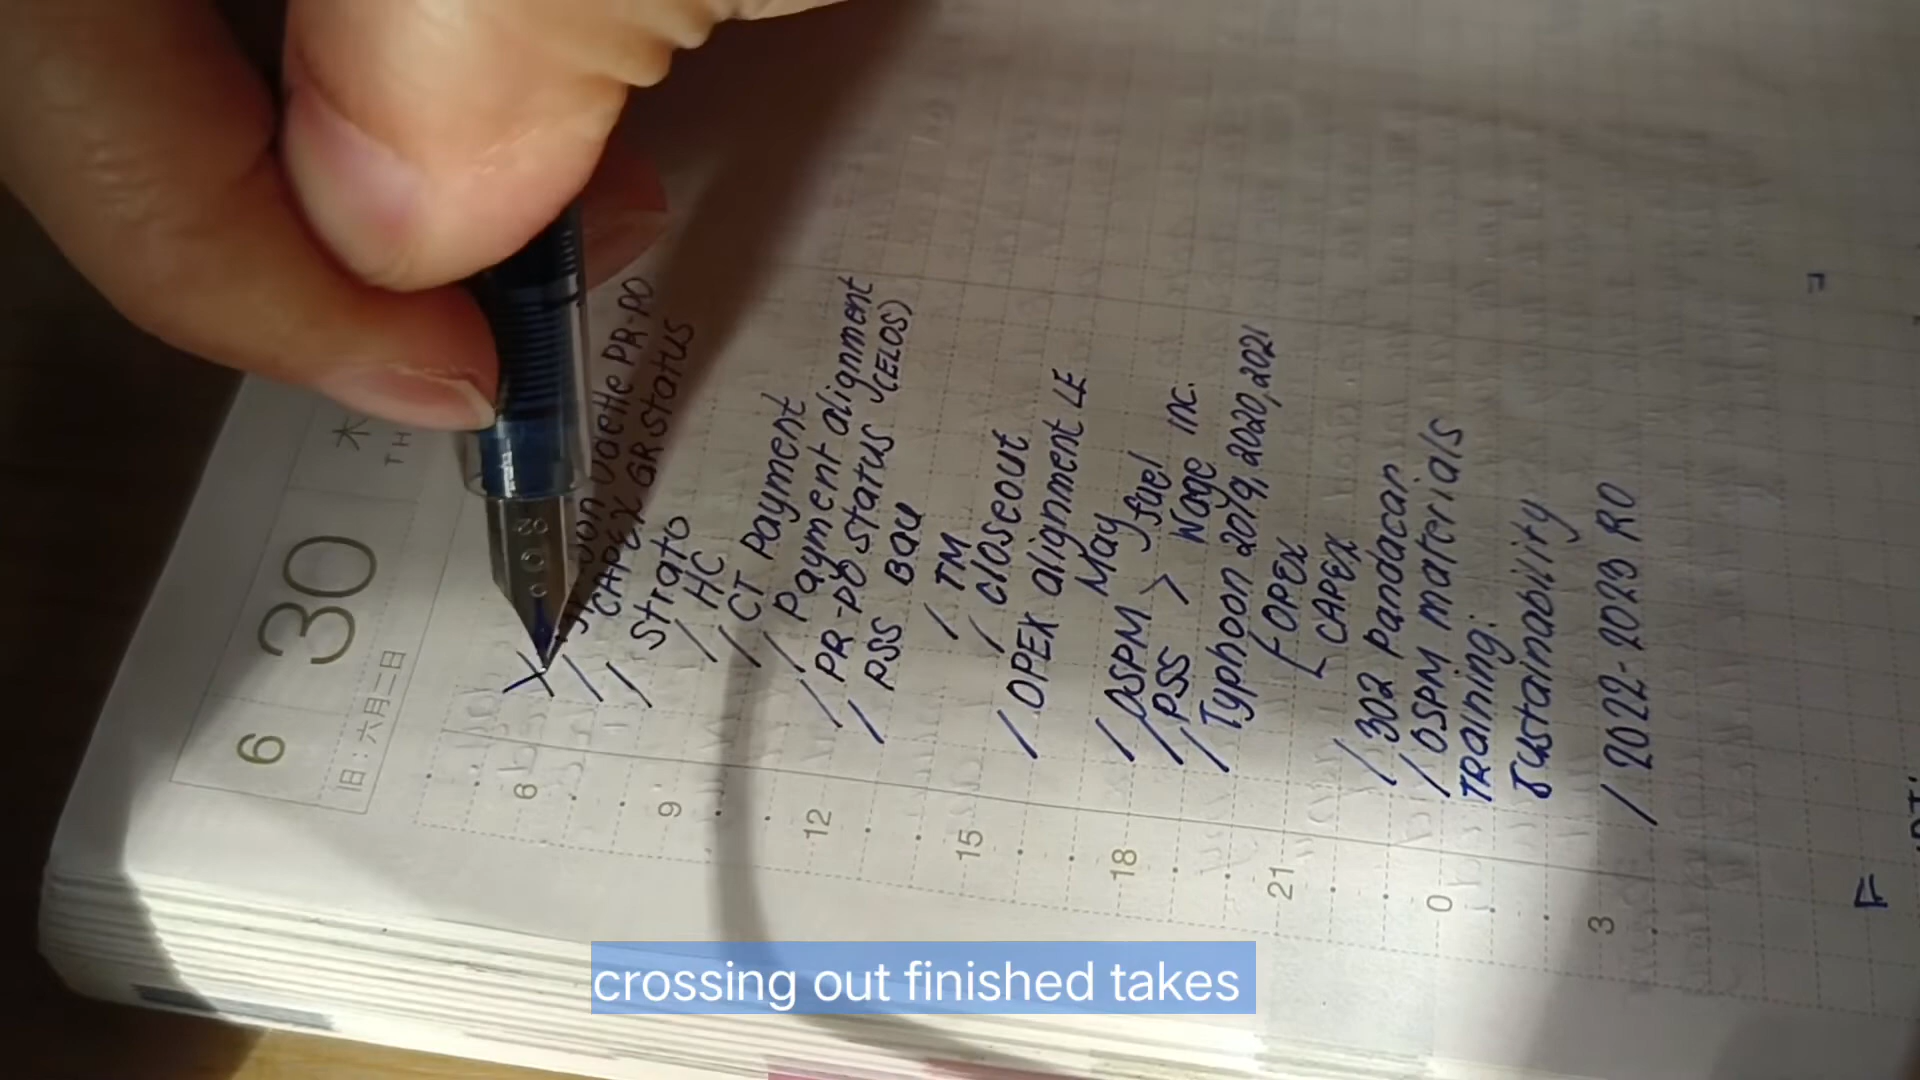 6 30 木
旧:六月二日 TH
6
9
12
15
18
21
0
3
PR-PO
CAPEX GR STATUS
/ Strato
// HC
// CT Payment
// Payment alignment
// PR-PO STATUS (CELOS)
/ PSS BAU
/ TM
/ closeout
/ OPEX alignment LE
/ OSPM May
/ PSS > fuel
Wage inc.
/ Typhoon 2019, 2020, 2021
[ OPEX
[ CAPEX
/ 302 Pandacan
/ OSPM materials
TRaining:
Sustainability
/ 2022-2023 RO
crossing out finished takes